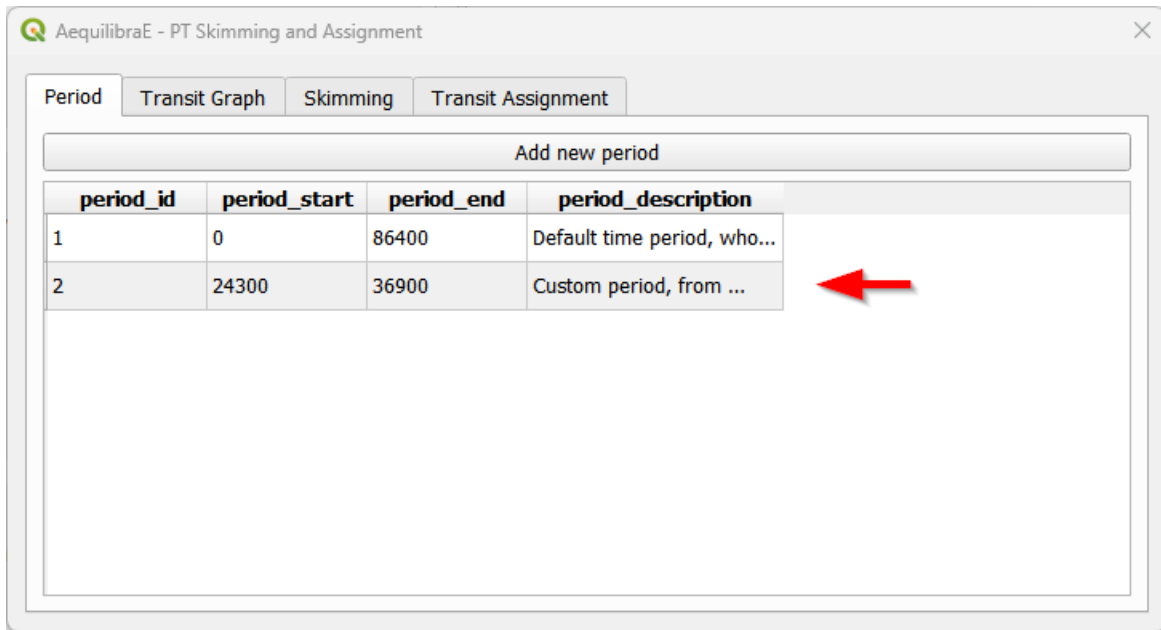 AequilibraE - PT Skimming and Assignment
Period Transit Graph Skimming Transit Assignment
Add new period
period_id period_start period_end period_description
1 0 86400 Default time period, who...
2 24300 36900 Custom period, from ...